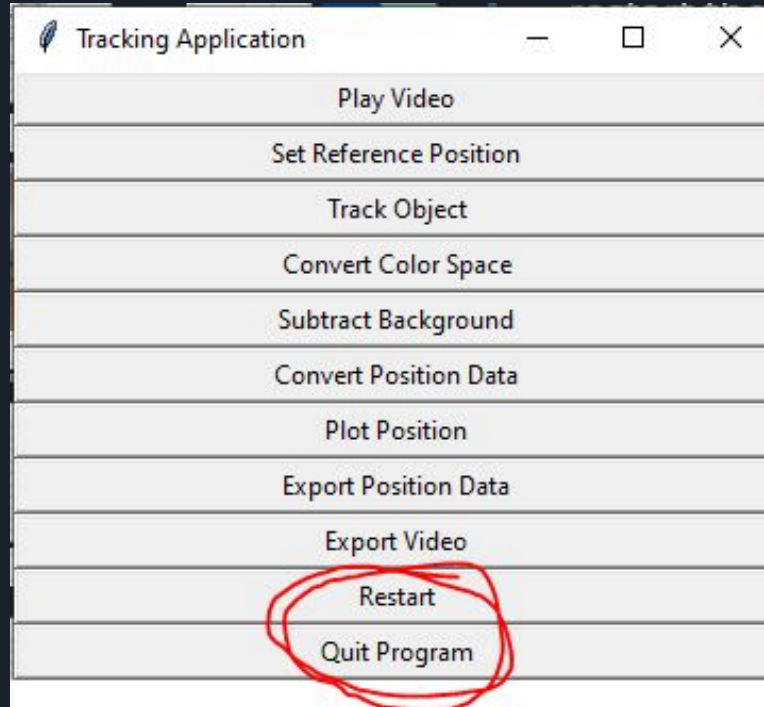 Tracking Application
Play Video
Set Reference Position
Track Object
Convert Color Space
Subtract Background
Convert Position Data
Plot Position
Export Position Data
Export Video
Restart
Quit Program